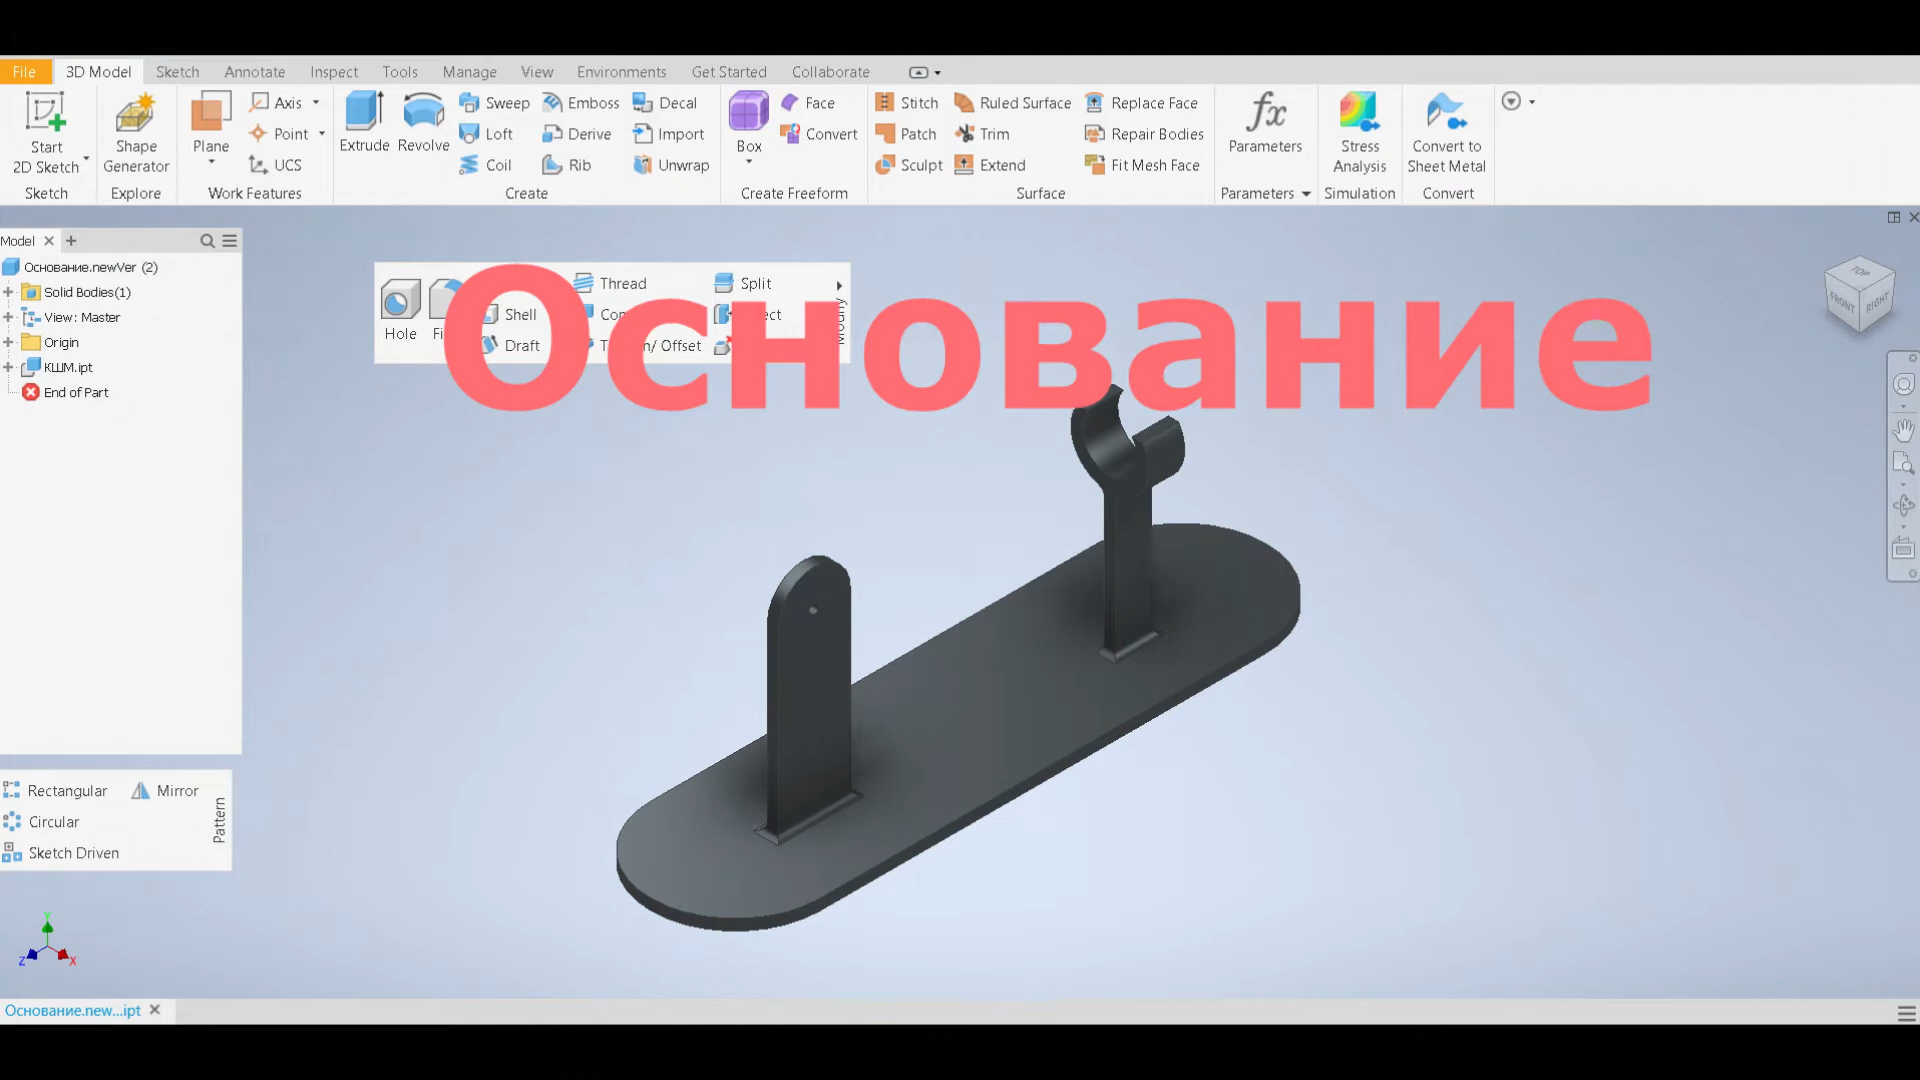 File 3D Model Sketch Annotate Inspect Tools Manage View Environments Get Started Collaborate
Start 2D Sketch
Sketch
Shape Generator
Explore
Plane
Axis
Point
UCS
Work Features
Extrude
Revolve
Sweep
Loft
Coil
Emboss
Derive
Rib
Decal
Import
Unwrap
Create
Box
Face
Convert
Create Freeform
Stitch
Patch
Sculpt
Ruled Surface
Trim
Extend
Replace Face
Repair Bodies
Fit Mesh Face
Surface
fx
Parameters
Parameters
Stress Analysis
Simulation
Convert to Sheet Metal
Convert
Model
Основание.newVer (2)
Solid Bodies(1)
View: Master
Origin
КШМ.ipt
End of Part
Hole
Shell
Draft
Thread
Offset
Split
Основание
TOP
FRONT
RIGHT
Rectangular
Mirror
Circular
Sketch Driven
Pattern
Y
Z
X
Основание.new...ipt